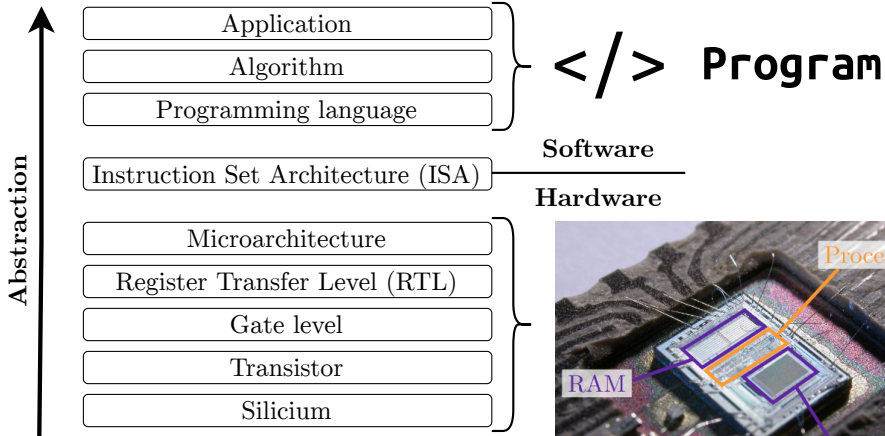 Application
Algorithm
Programming language
</> Program
Instruction Set Architecture (ISA)
Software
Hardware
Abstraction
Microarchitecture
Register Transfer Level (RTL)
Gate level
Transistor
Silicium
Proce
RAM